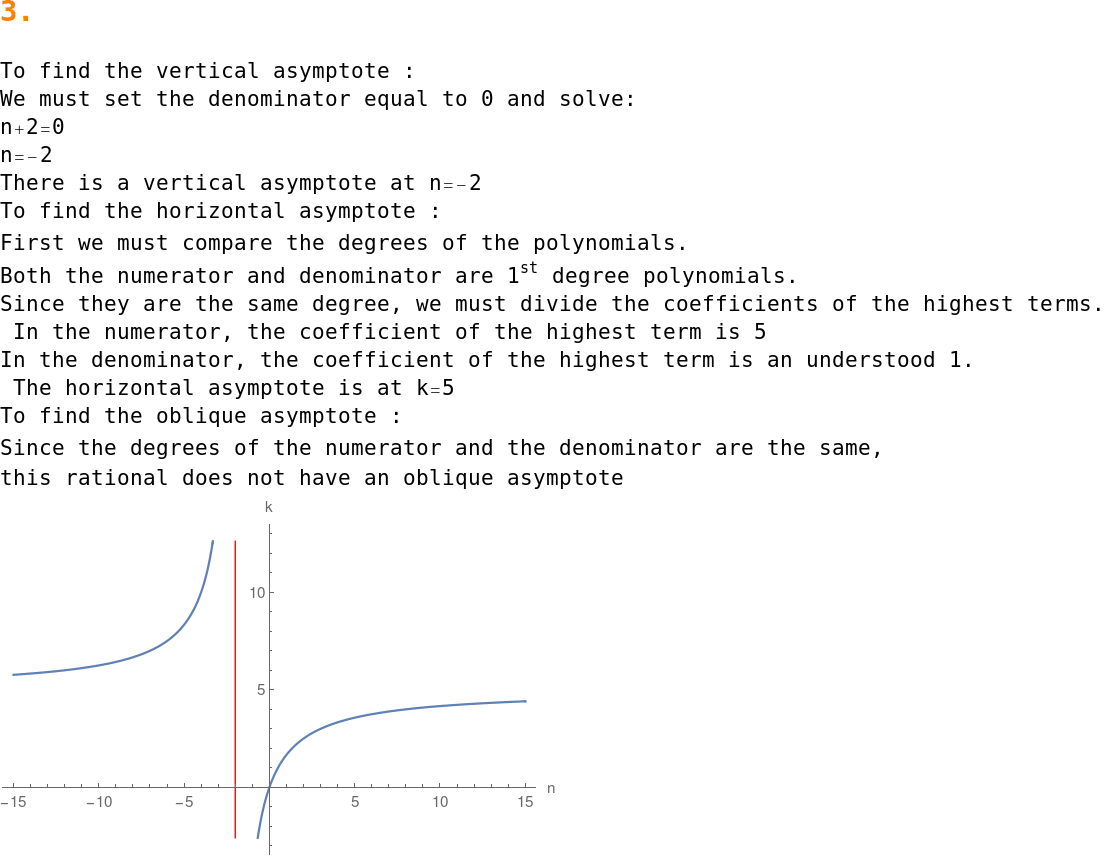 3.
To find the vertical asymptote :
We must set the denominator equal to 0 and solve:
n+2=0
n=−2
There is a vertical asymptote at n=−2
To find the horizontal asymptote :
First we must compare the degrees of the polynomials.
Both the numerator and denominator are 1st degree polynomials.
Since they are the same degree, we must divide the coefficients of the highest terms.
In the numerator, the coefficient of the highest term is 5
In the denominator, the coefficient of the highest term is an understood 1.
The horizontal asymptote is at k=5
To find the oblique asymptote :
Since the degrees of the numerator and the denominator are the same,
this rational does not have an oblique asymptote
k
10
5
−15 −10 −5 5 10 15 n